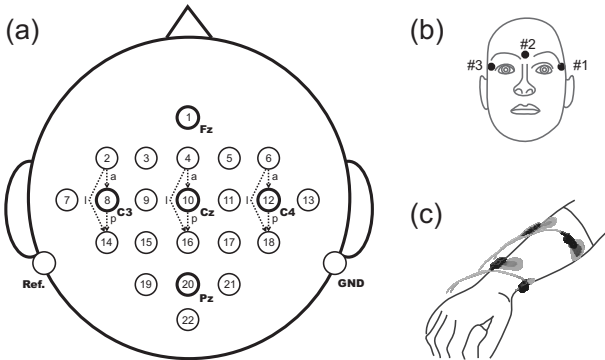 (a)
(b)
#2
#3
#1
1
Fz
2 3 4 5 6
a a a
7 l 8 9 l 10 11 l 12 13
C3 Cz C4
p p p
14 15 16 17 18
Ref.
GND
19 20 21
Pz
22
(c)